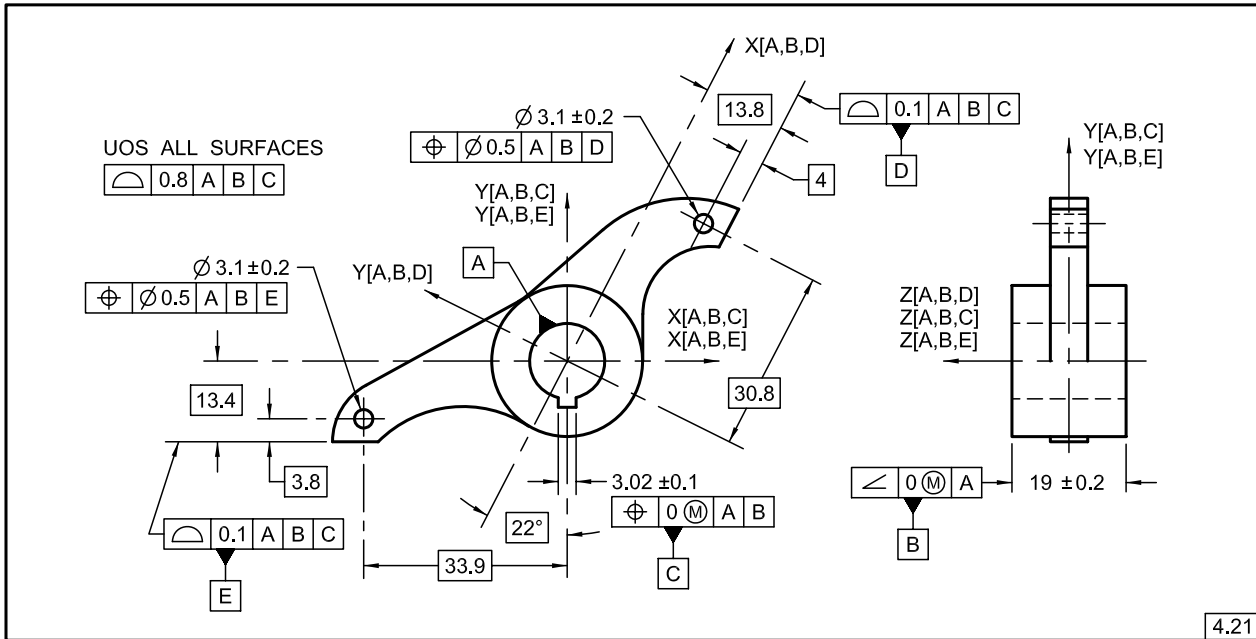 X[A,B,D]
13.8
⌓ 0.1 A B C
D
4
Ø 3.1 ±0.2
⌖ Ø 0.5 A B D
UOS ALL SURFACES
⌓ 0.8 A B C
Y[A,B,C]
Y[A,B,E]
Y[A,B,C]
Y[A,B,E]
A
Y[A,B,D]
Ø 3.1 ±0.2
⌖ Ø 0.5 A B E
X[A,B,C]
X[A,B,E]
Z[A,B,D]
Z[A,B,C]
Z[A,B,E]
13.4
30.8
3.8
3.02 ±0.1
⌖ 0 Ⓜ A B
C
∠ 0 Ⓜ A
B
19 ±0.2
22°
⌓ 0.1 A B C
E
33.9
4.21